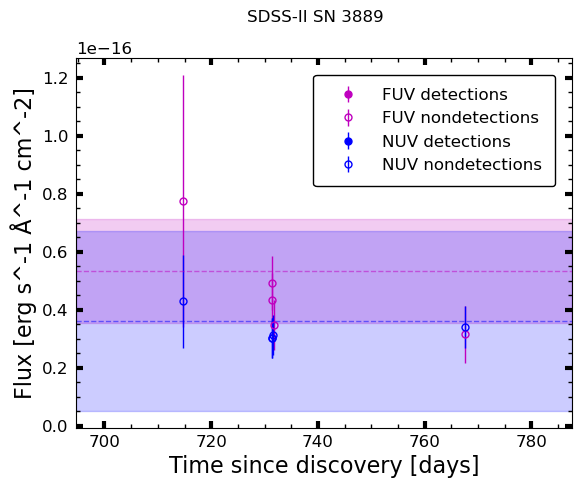 SDSS-II SN 3889
1e−16
Flux [erg s^-1 Å^-1 cm^-2]
1.2
1.0
0.8
0.6
0.4
0.2
0.0
FUV detections
FUV nondetections
NUV detections
NUV nondetections
700 720 740 760 780
Time since discovery [days]